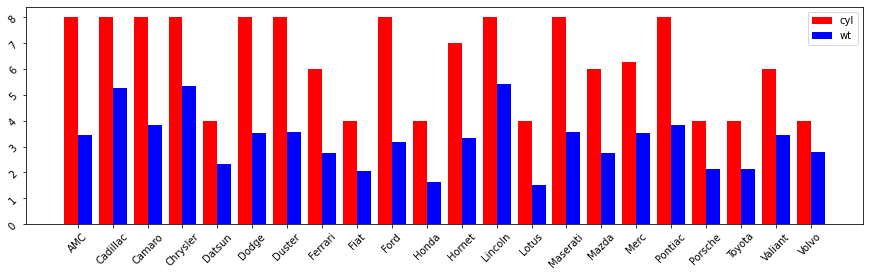 8
7
6
5
4
3
2
1
0
cyl
wt
AMC
Cadillac
Camaro
Chrysler
Datsun
Dodge
Duster
Ferrari
Fiat
Ford
Honda
Hornet
Lincoln
Lotus
Maserati
Mazda
Merc
Pontiac
Porsche
Toyota
Valiant
Volvo